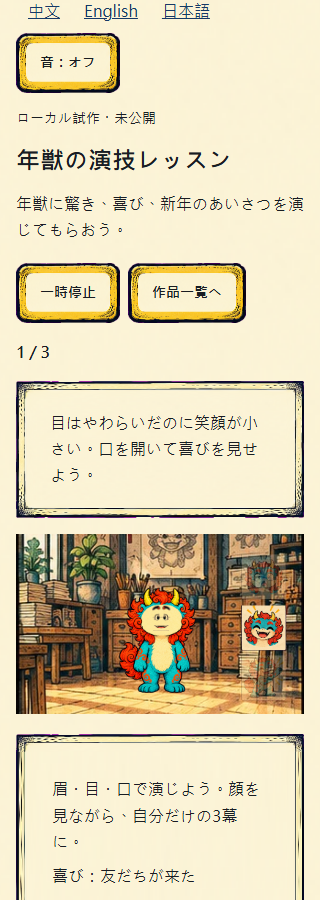 中文 English 日本語
音：オフ
ローカル試作・未公開
年獣の演技レッスン
年獣に驚き、喜び、新年のあいさつを演
じてもらおう。
一時停止 作品一覧へ
1 / 3
目はやわらいだのに笑顔が小
さい。口を開いて喜びを見せ
よう。
眉・目・口で演じよう。顔を
見ながら、自分だけの3幕
に。
喜び：友だちが来た